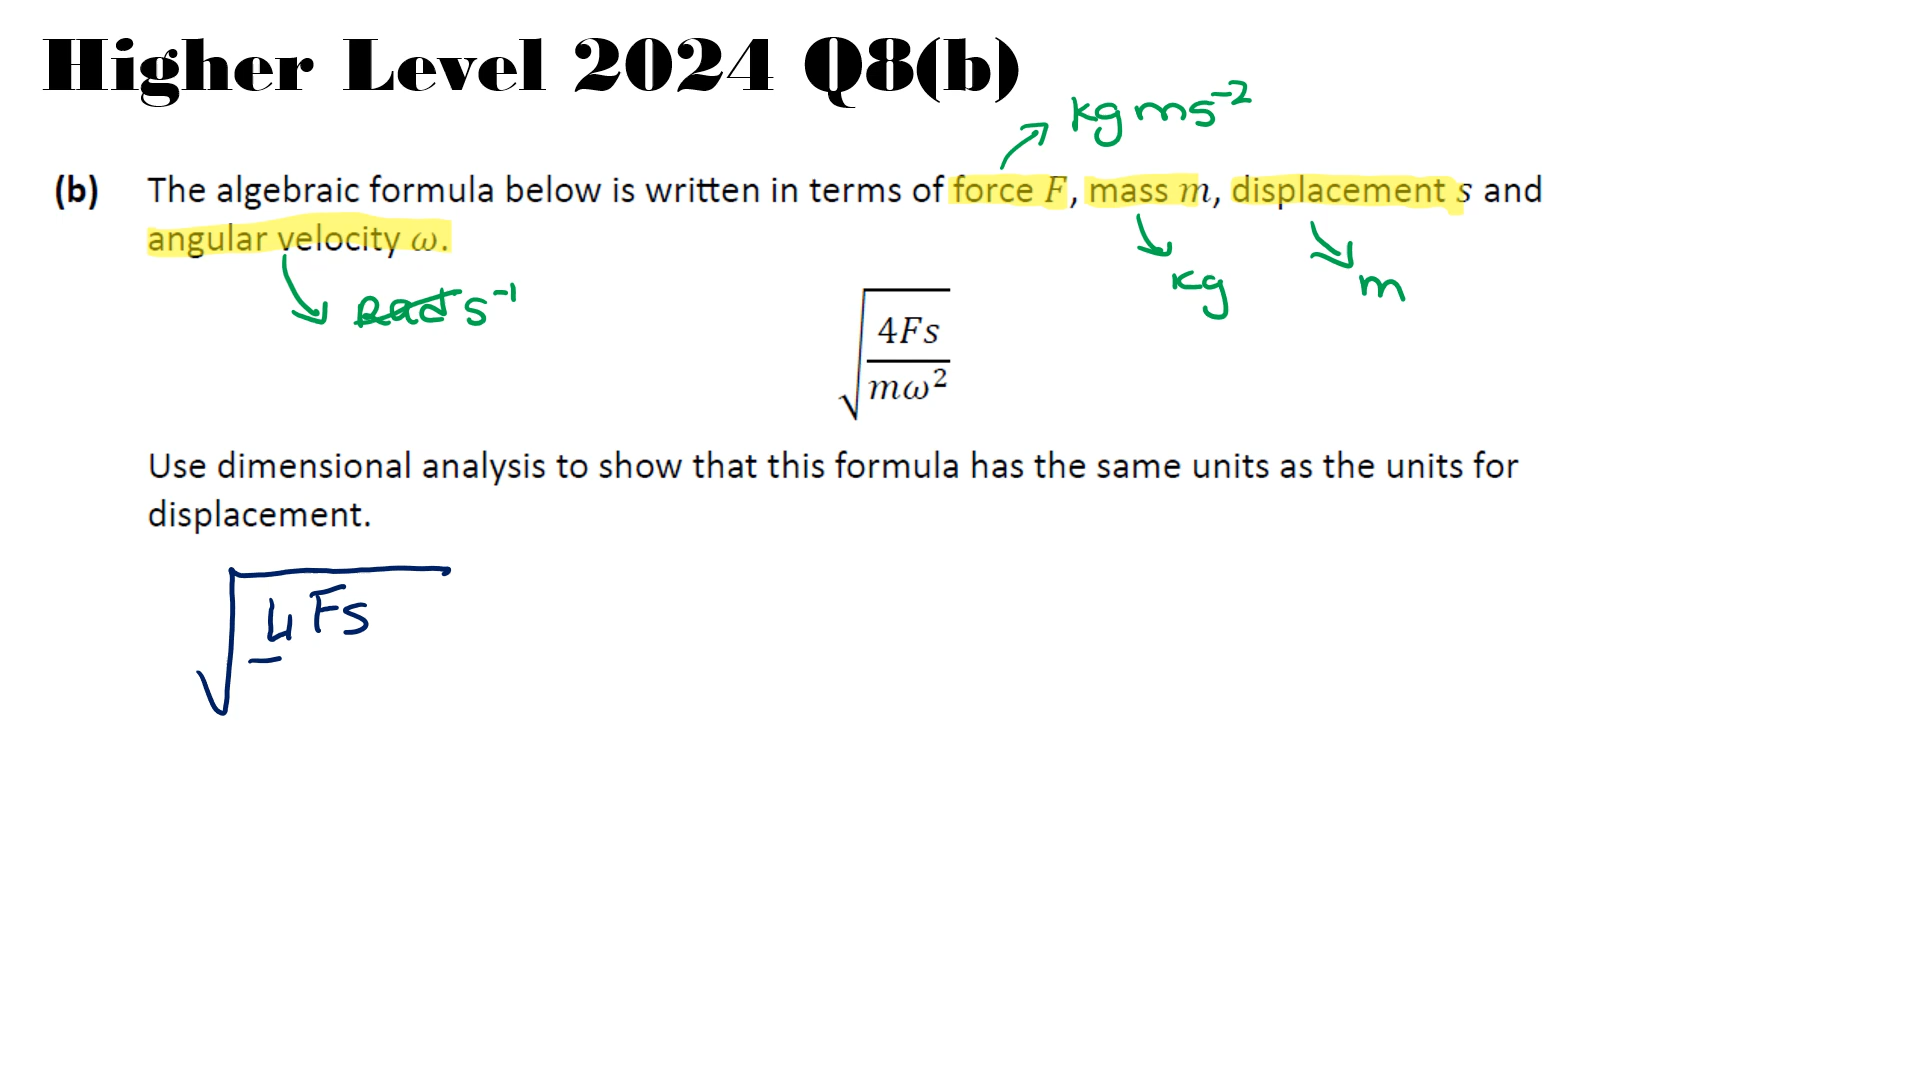 Higher Level 2024 Q8(b)
kg ms⁻²
(b) The algebraic formula below is written in terms of force F, mass m, displacement s and
angular velocity ω.
Rad s⁻¹
kg
m
√(4Fs / mω²)
Use dimensional analysis to show that this formula has the same units as the units for
displacement.
√ 4Fs